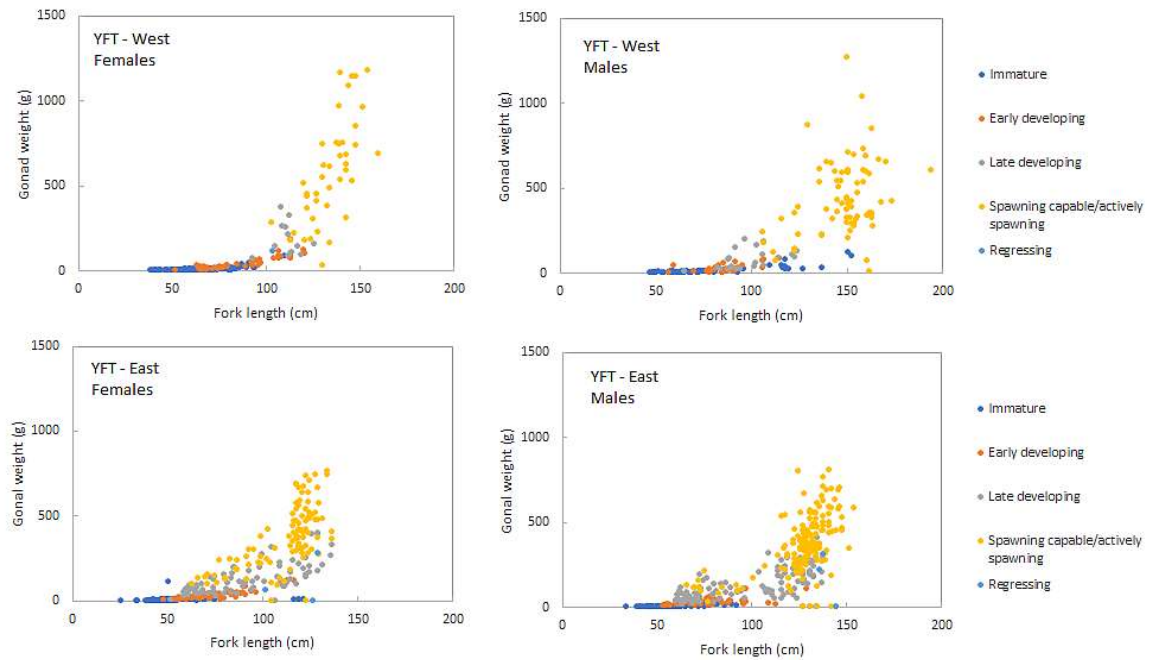 1500
YFT - West
Females
1000
500
0
Gonad weight (g)
0 50 100 150 200
Fork length (cm)
1500
YFT - West
Males
1000
500
0
Gonad weight (g)
0 50 100 150 200
Fork length (cm)
Immature
Early developing
Late developing
Spawning capable/actively
spawning
Regressing
1500
YFT - East
Females
1000
500
0
Gonal weight (g)
0 50 100 150 200
Fork length (cm)
1500
YFT - East
Males
1000
500
0
Gonal weight (g)
0 50 100 150 200
Fork length (cm)
Immature
Early developing
Late developing
Spawning capable/actively
spawning
Regressing